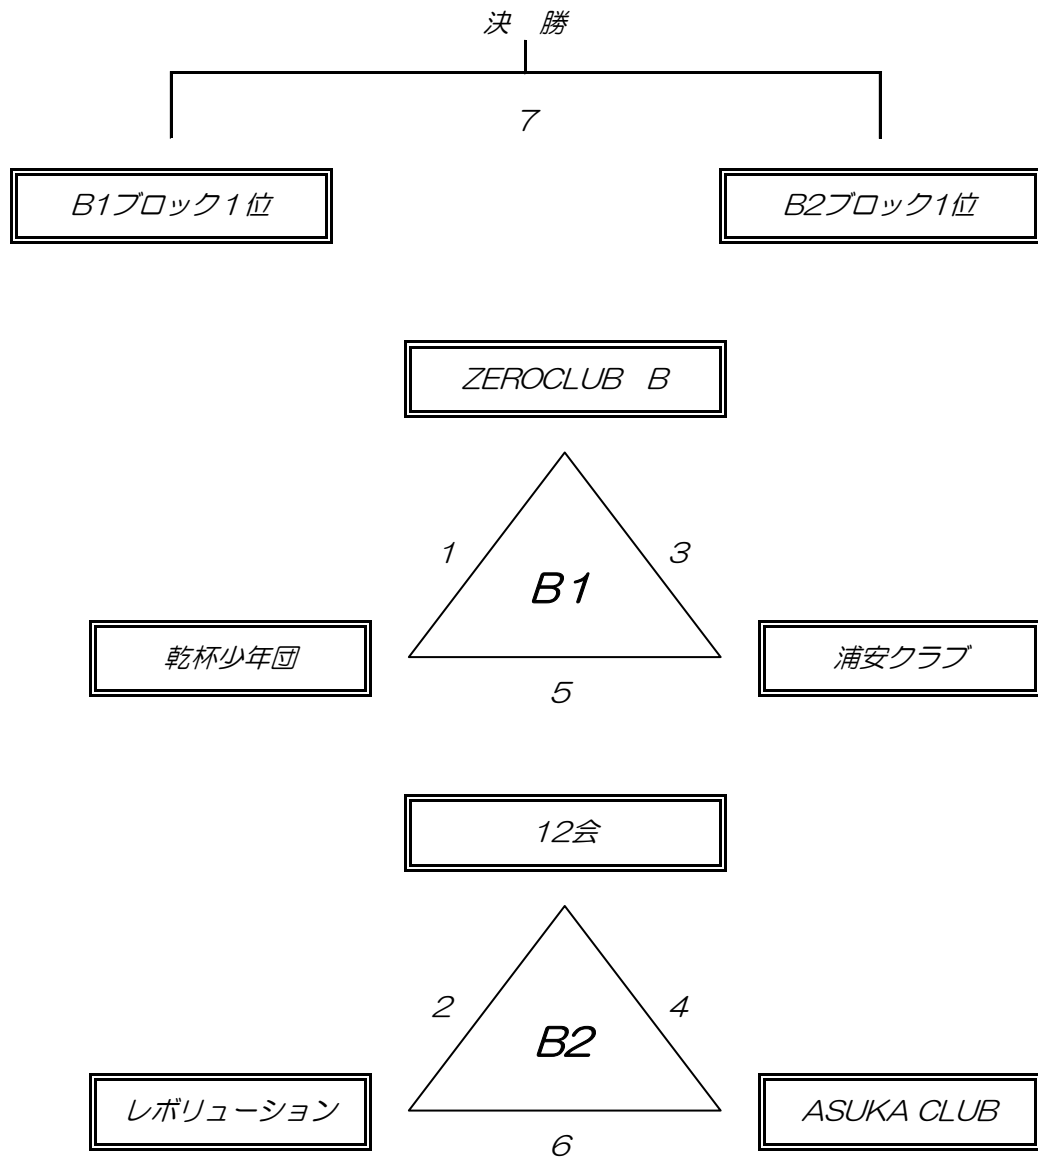 決　勝
7
B1ブロック１位
B2ブロック1位
ZEROCLUB　B
1
3
B1
乾杯少年団
浦安クラブ
5
12会
2
4
B2
レボリューション
ASUKA CLUB
6